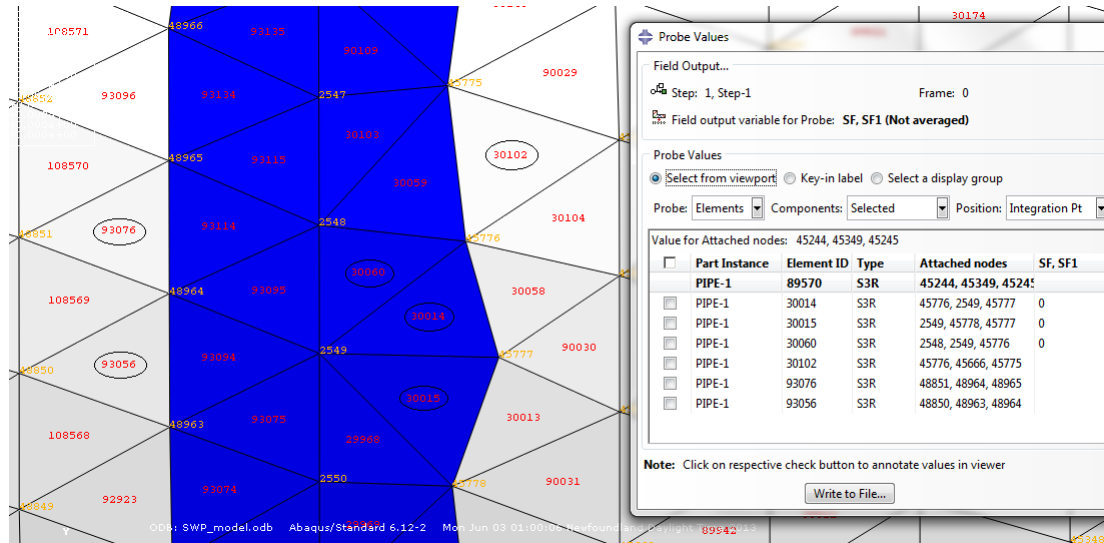 48966
108571
93135
90109
30174
45775
90029
48852
93096
93134
2547
30103
30102
48965
108570
93115
30059
30104
2548
48851
93076
93114
45776
30060
30058
48964
93095
108569
30014
2549
45777
90030
93094
93056
48850
30015
30013
48963
93075
108568
29968
2550
45778
90031
93074
92923
48849
Y
ODB: SWP_model.odb Abaqus/Standard 6.12-2 Mon Jun 03 01:00:06 Newfoundland Daylight
89942
45348
Probe Values
Field Output...
Step: 1, Step-1 Frame: 0
Field output variable for Probe: SF, SF1 (Not averaged)
Probe Values
Select from viewport Key-in label Select a display group
Probe: Elements Components: Selected Position: Integration Pt
Value for Attached nodes: 45244, 45349, 45245
Part Instance Element ID Type Attached nodes SF, SF1
PIPE-1 89570 S3R 45244, 45349, 45245
PIPE-1 30014 S3R 45776, 2549, 45777 0
PIPE-1 30015 S3R 2549, 45778, 45777 0
PIPE-1 30060 S3R 2548, 2549, 45776 0
PIPE-1 30102 S3R 45776, 45666, 45775
PIPE-1 93076 S3R 48851, 48964, 48965
PIPE-1 93056 S3R 48850, 48963, 48964
Note: Click on respective check button to annotate values in viewer
Write to File...